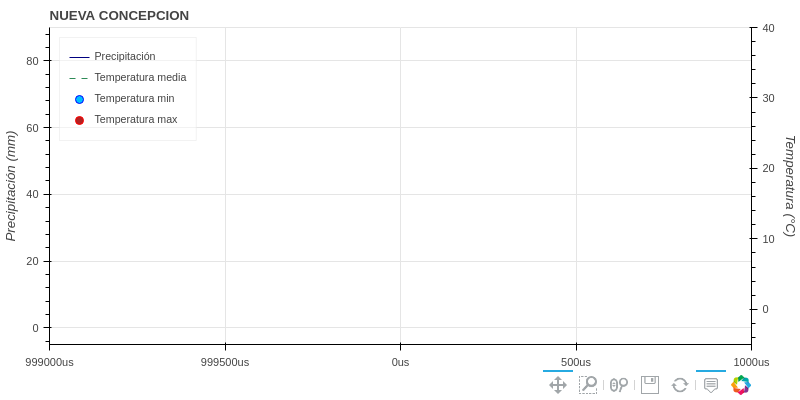 NUEVA CONCEPCION
Precipitación
Temperatura media
Temperatura min
Temperatura max
Precipitación (mm)
80
60
40
20
0
Temperatura (°C)
40
30
20
10
0
999000us
999500us
0us
500us
1000us